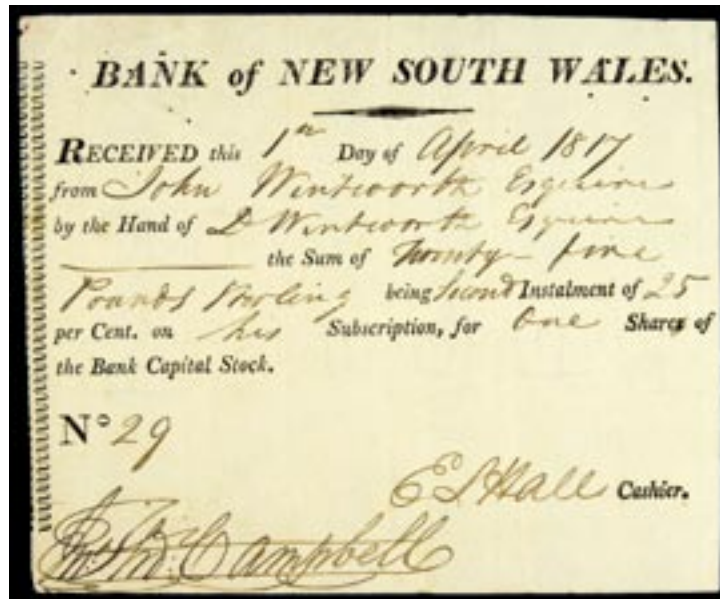 BANK of NEW SOUTH WALES.
RECEIVED this 1st Day of April 1817
from John Wentworth Esquire
by the Hand of D Wentworth Esquire
the Sum of Twenty-five
Pounds Sterling being Second Instalment of 25
per Cent. on his Subscription, for One Share of
the Bank Capital Stock.
No 29
E S Hall Cashier.
Campbell